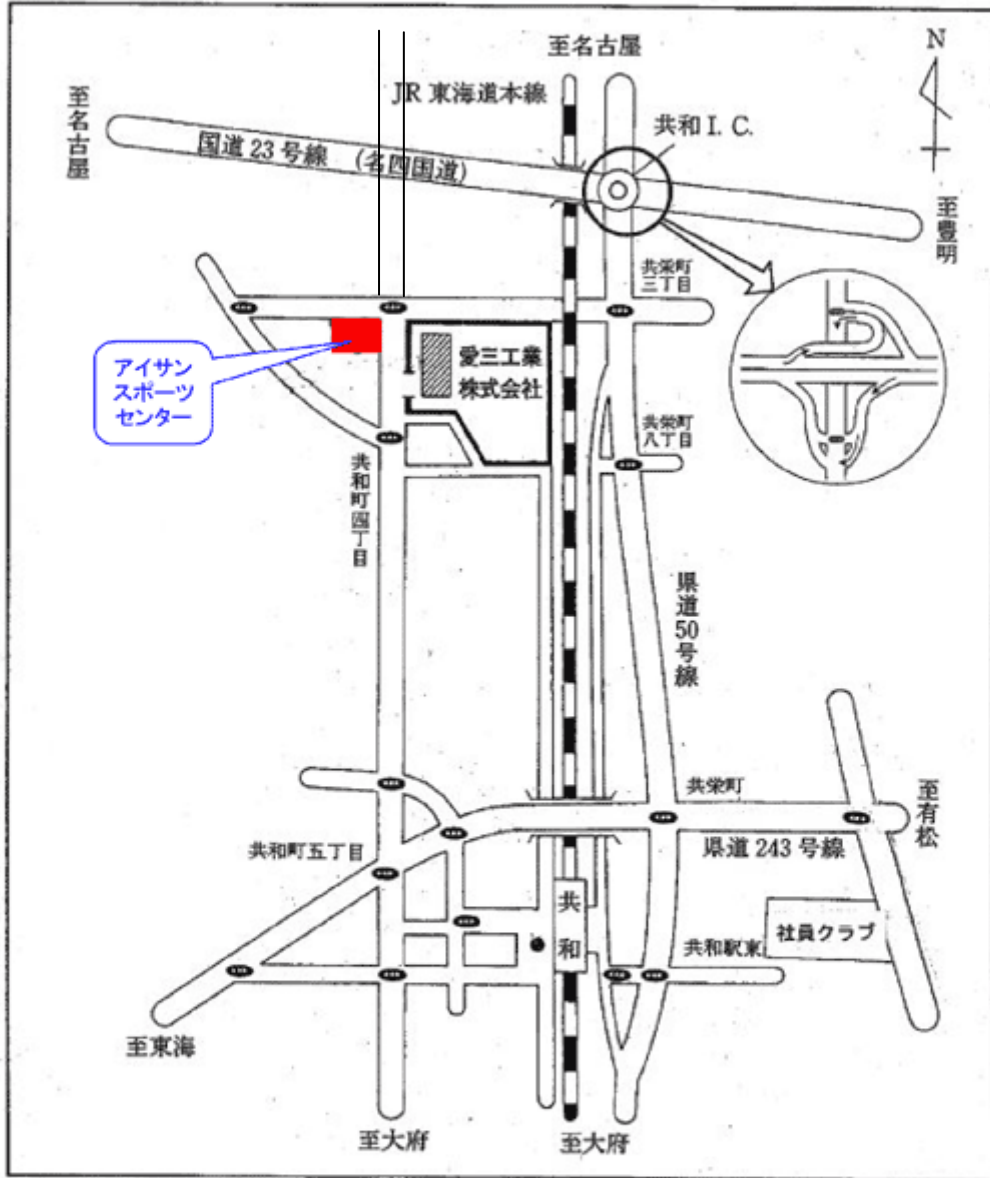 至名古屋
N
JR 東海道本線
共和 I. C.
至名古屋
国道 23 号線 (名四国道)
至豊明
共栄町
三丁目
アイサン
スポーツ
センター
愛三工業
株式会社
共栄町
八丁目
共和町四丁目
県道50号線
共栄町
至有松
共和町五丁目
県道 243 号線
共和
社員クラブ
共和駅東
至東海
至大府
至大府